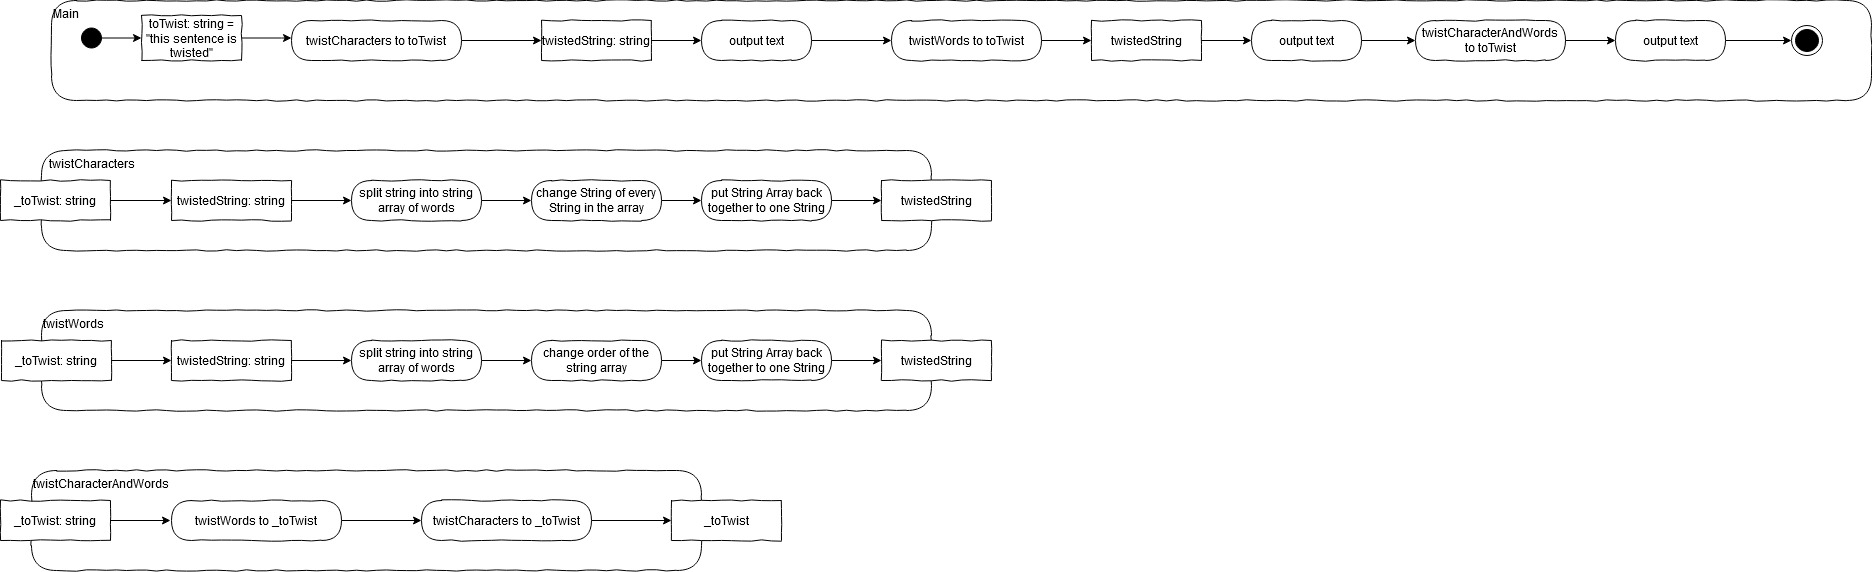 Main
toTwist: string =
"this sentence is
twisted"
twistCharacters to toTwist
twistedString: string
output text
twistWords to toTwist
twistedString
output text
twistCharacterAndWords
to toTwist
output text
twistCharacters
_toTwist: string
twistedString: string
split string into string
array of words
change String of every
String in the array
put String Array back
together to one String
twistedString
twistWords
_toTwist: string
twistedString: string
split string into string
array of words
change order of the
string array
put String Array back
together to one String
twistedString
twistCharacterAndWords
_toTwist: string
twistWords to _toTwist
twistCharacters to _toTwist
_toTwist